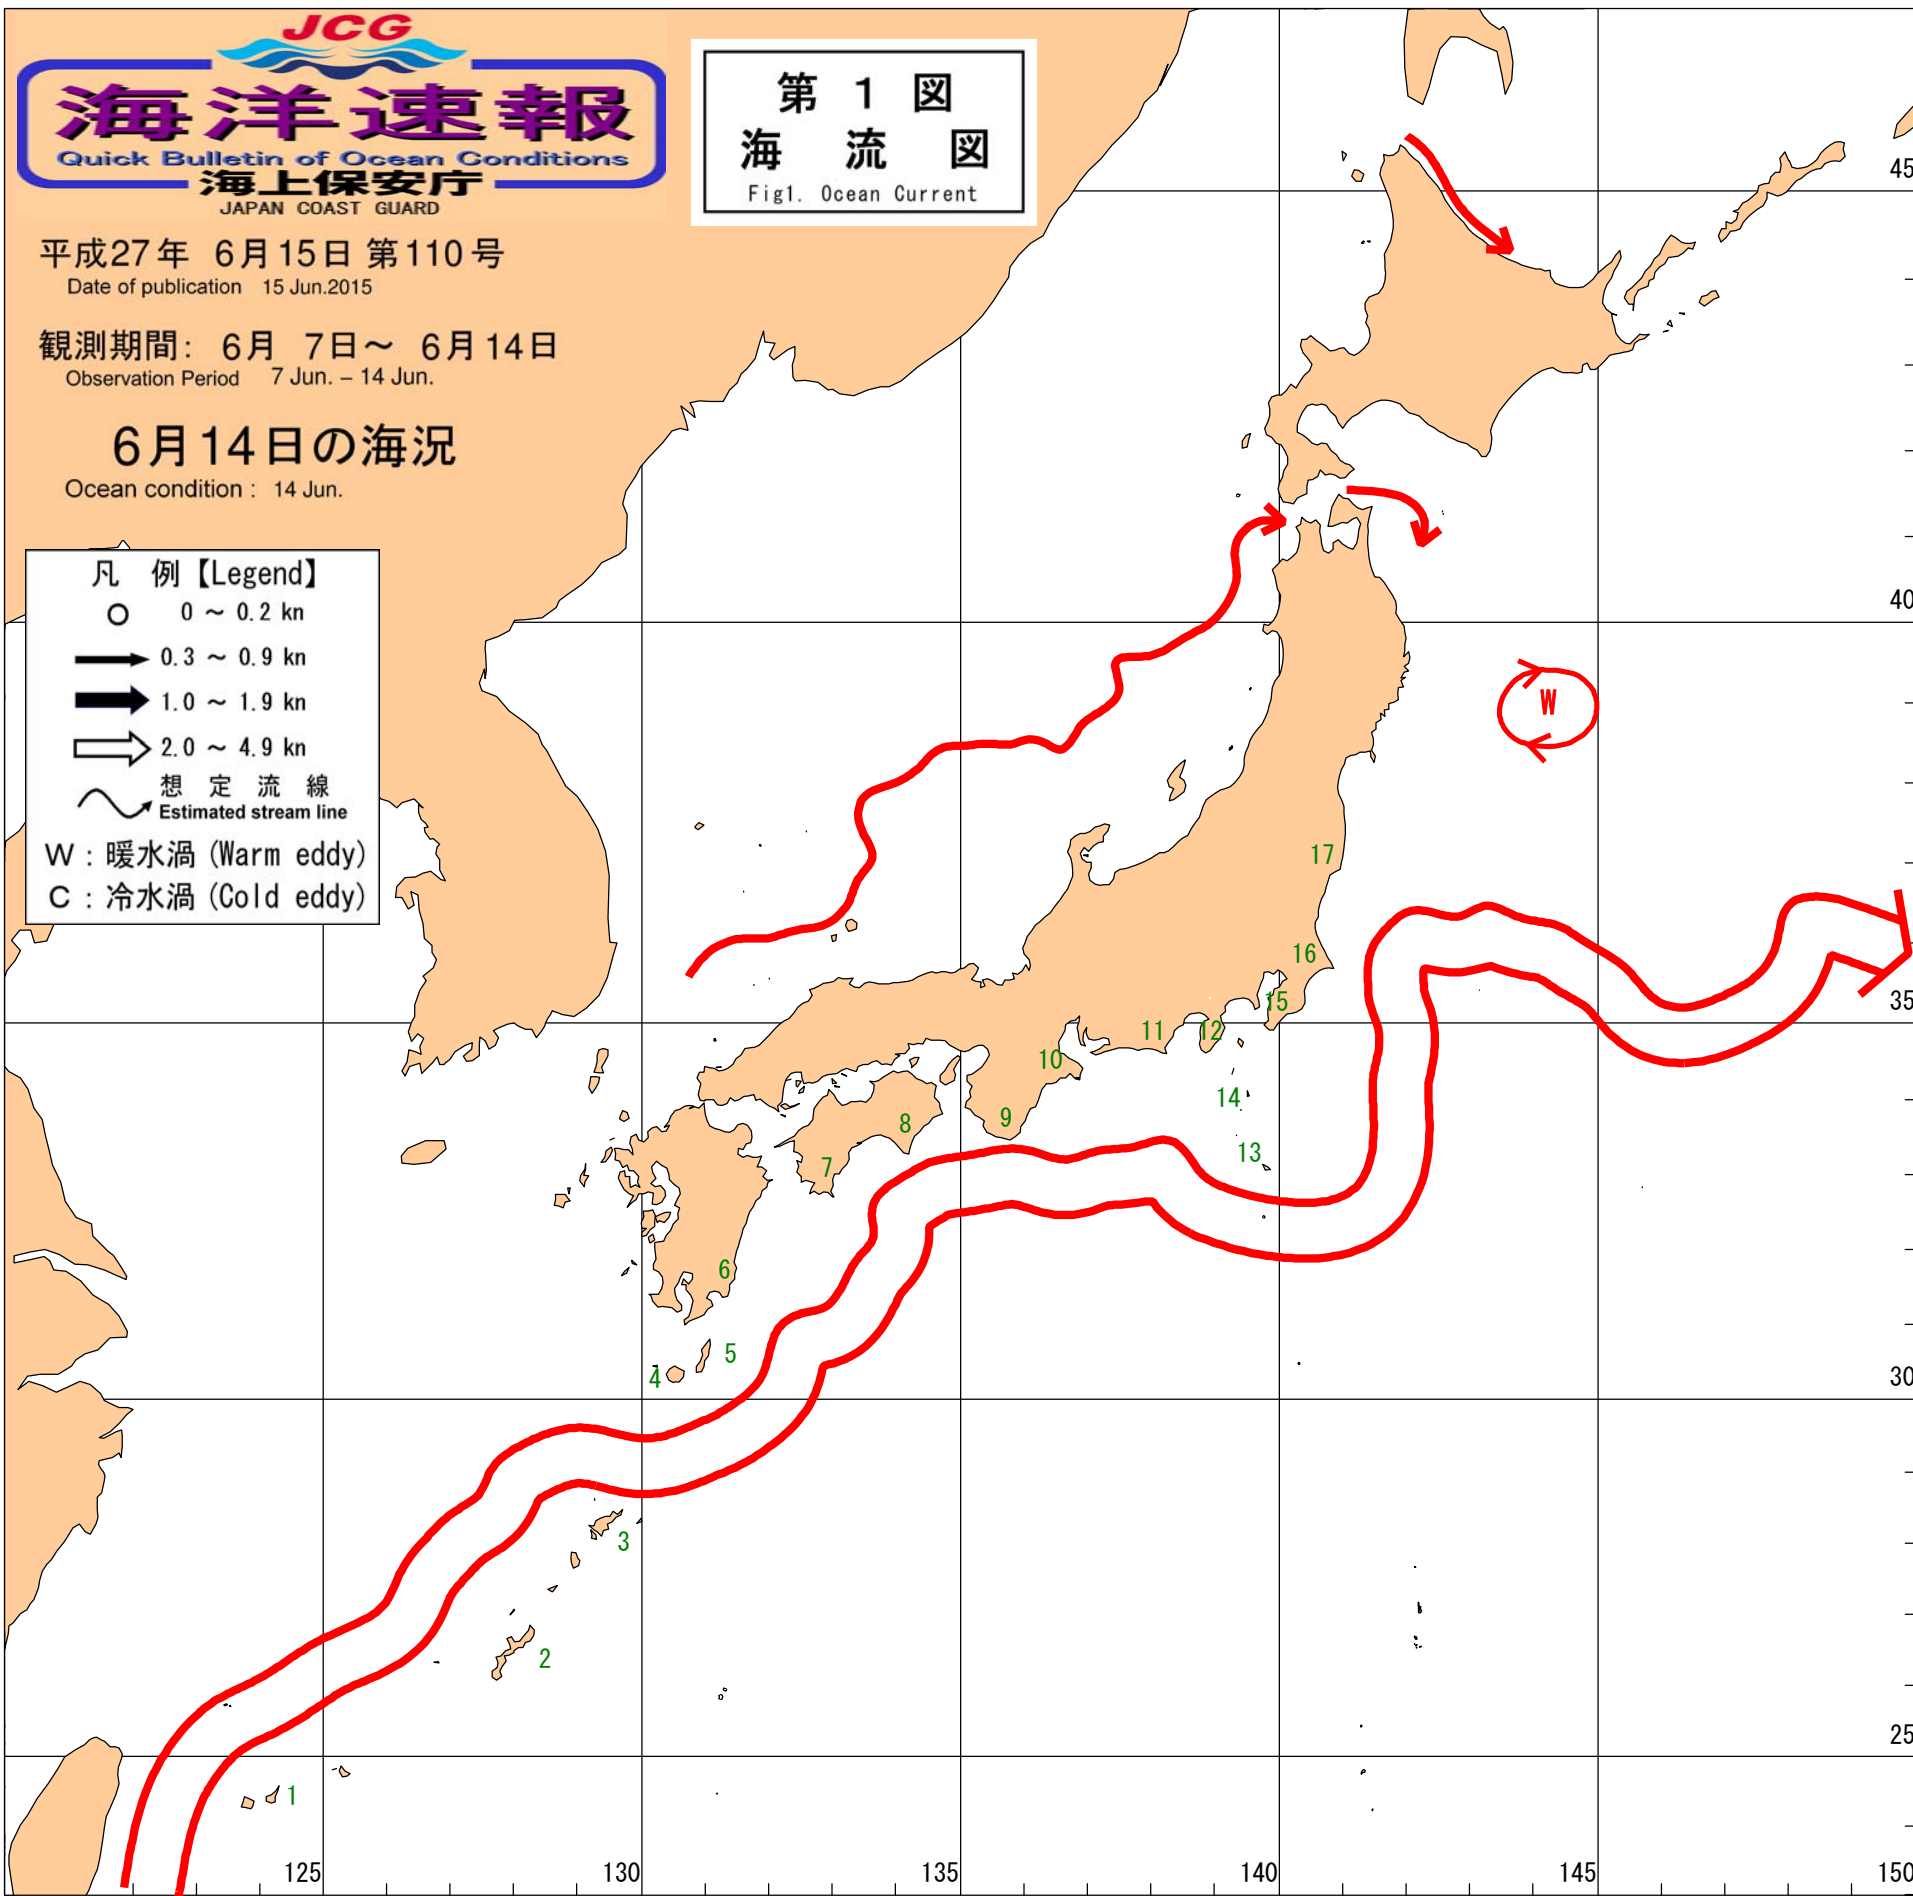 JCG
海洋速報
Quick Bulletin of Ocean Conditions
海上保安庁
JAPAN COAST GUARD
第 1 図
海 流 図
Fig1. Ocean Current
平成27年 6月15日 第110号
Date of publication 15 Jun.2015
観測期間: 6月 7日~ 6月14日
Observation Period 7 Jun. – 14 Jun.
6月14日の海況
Ocean condition : 14 Jun.
凡 例【Legend】
0 ~ 0.2 kn
0.3 ~ 0.9 kn
1.0 ~ 1.9 kn
2.0 ~ 4.9 kn
想 定 流 線
Estimated stream line
W : 暖水渦 (Warm eddy)
C : 冷水渦 (Cold eddy)
45
40
W
17
16
35
15
11
12
10
14
9
8
13
7
6
5
4
30
3
2
25
1
125
130
135
140
145
150